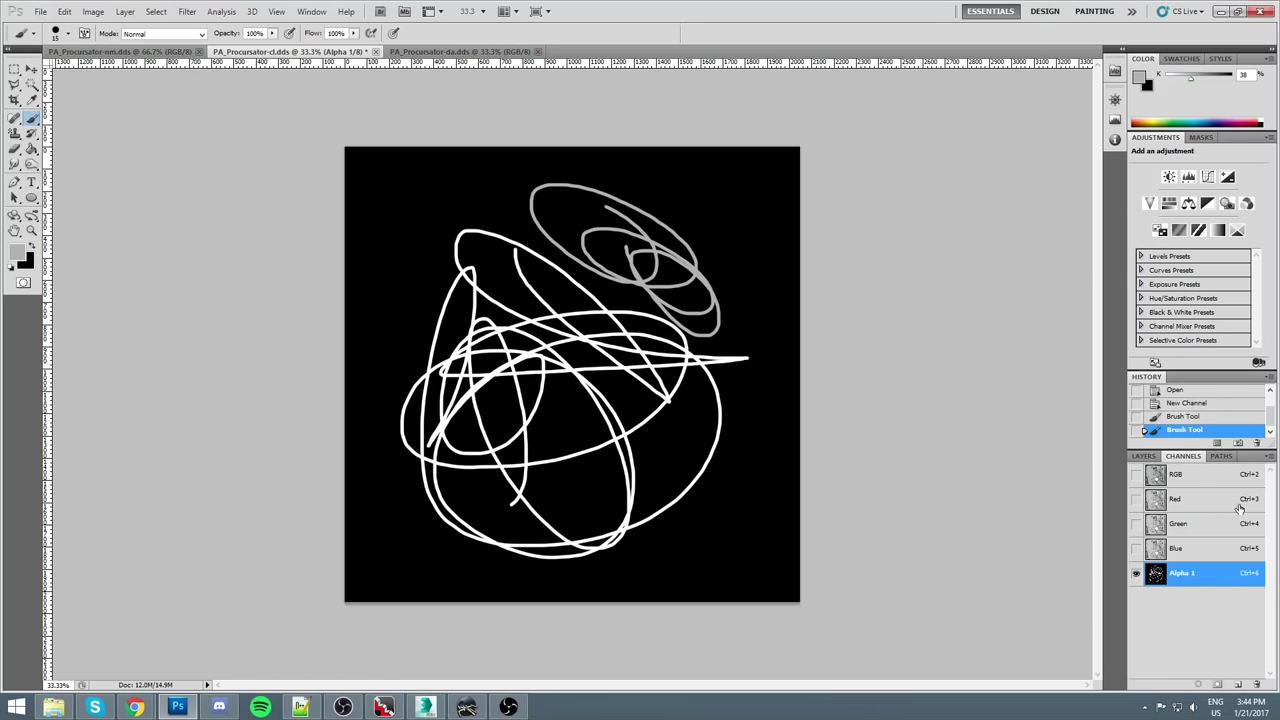 Ps File Edit Image Layer Select Filter Analysis 3D View Window Help Br Mb 33.3 ESSENTIALS DESIGN PAINTING CS Live
15 Mode: Normal Opacity: 100% Flow: 100%
PA_Procursator-nm.dds @ 66.7% (RGB/8) PA_Procursator-cl.dds @ 33.3% (Alpha 1/8) * PA_Procursator-da.dds @ 33.3% (RGB/8)
COLOR SWATCHES STYLES
K 38 %
ADJUSTMENTS MASKS
Add an adjustment
Levels Presets
Curves Presets
Exposure Presets
Hue/Saturation Presets
Black & White Presets
Channel Mixer Presets
Selective Color Presets
HISTORY
Open
New Channel
Brush Tool
Brush Tool
LAYERS CHANNELS PATHS
RGB Ctrl+2
Red Ctrl+3
Green Ctrl+4
Blue Ctrl+5
Alpha 1 Ctrl+6
33.33% Doc: 12.0M/14.9M
ENG 3:44 PM
US 1/21/2017